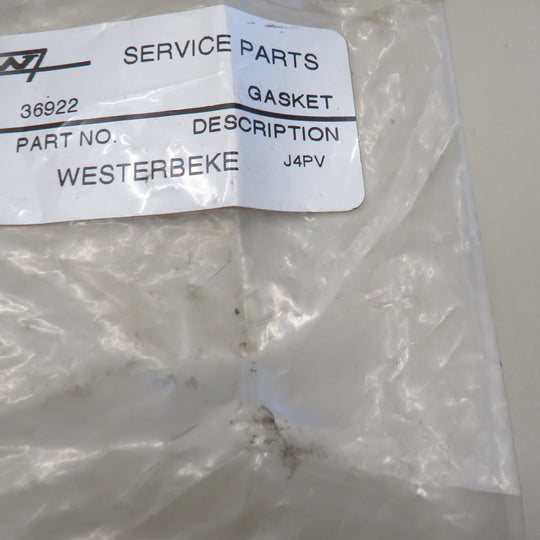 SERVICE PARTS
36922 GASKET
PART NO. DESCRIPTION
WESTERBEKE J4PV